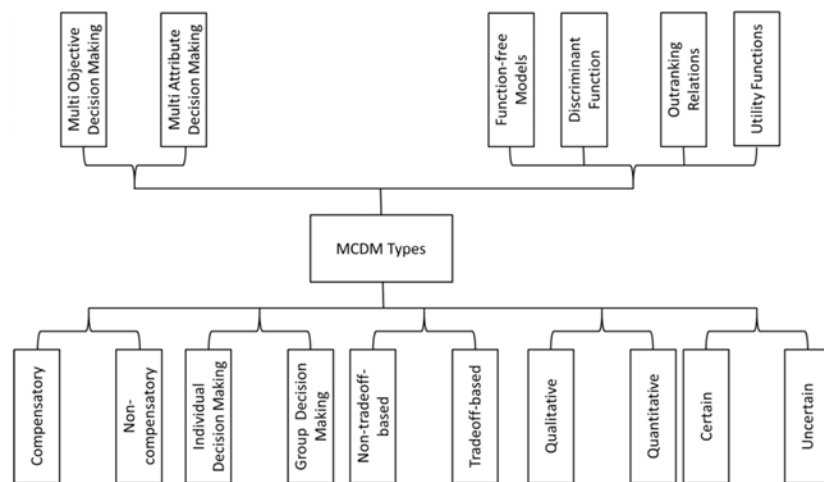 Multi Objective
Decision Making
Multi Attribute
Decision Making
Function-free
Models
Discriminant
Function
Outranking
Relations
Utility Functions
MCDM Types
Compensatory
Non-
compensatory
Individual
Decision Making
Group Decision
Making
Non-tradeoff-
based
Tradeoff-based
Qualitative
Quantitative
Certain
Uncertain